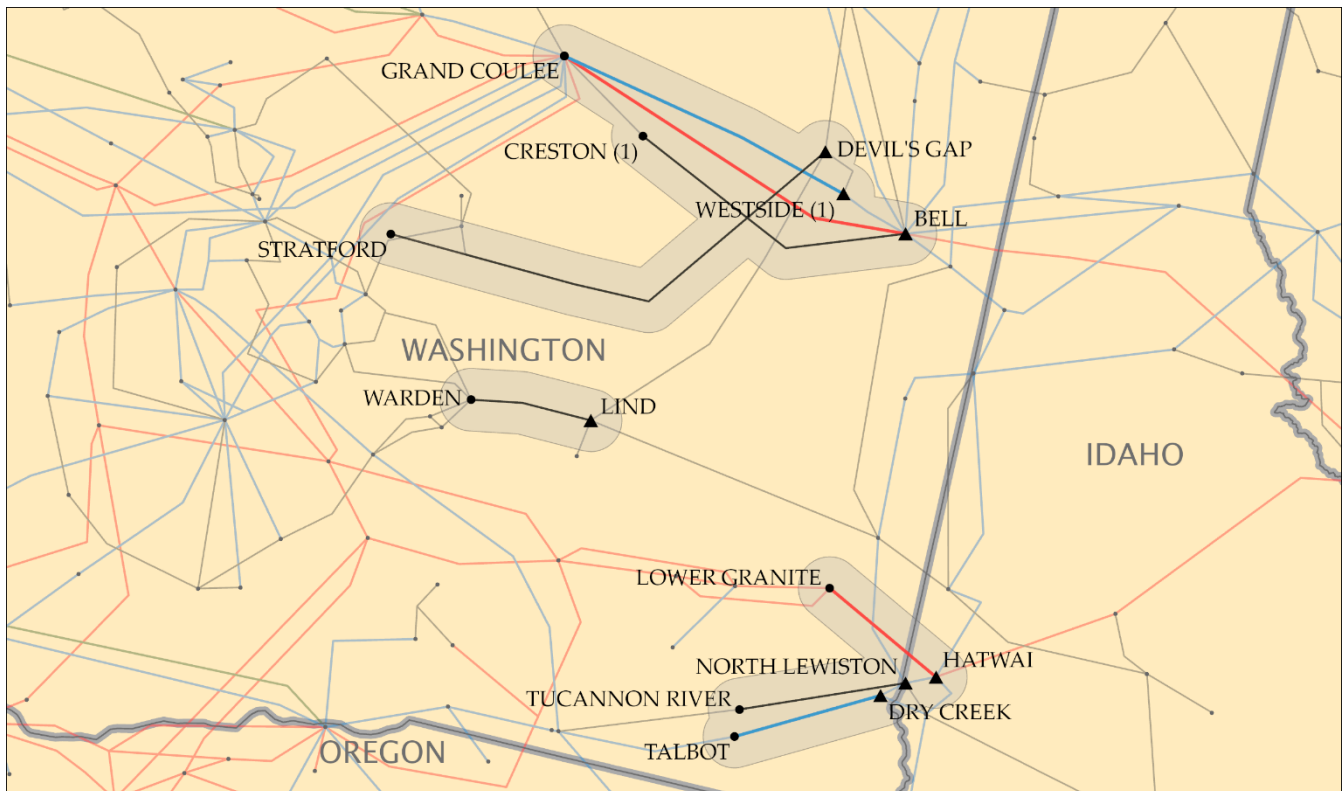 GRAND COULEE
CRESTON (1)
DEVIL'S GAP
WESTSIDE (1)
BELL
STRATFORD
WASHINGTON
WARDEN
LIND
IDAHO
LOWER GRANITE
NORTH LEWISTON
HATWAI
TUCANNON RIVER
DRY CREEK
TALBOT
OREGON